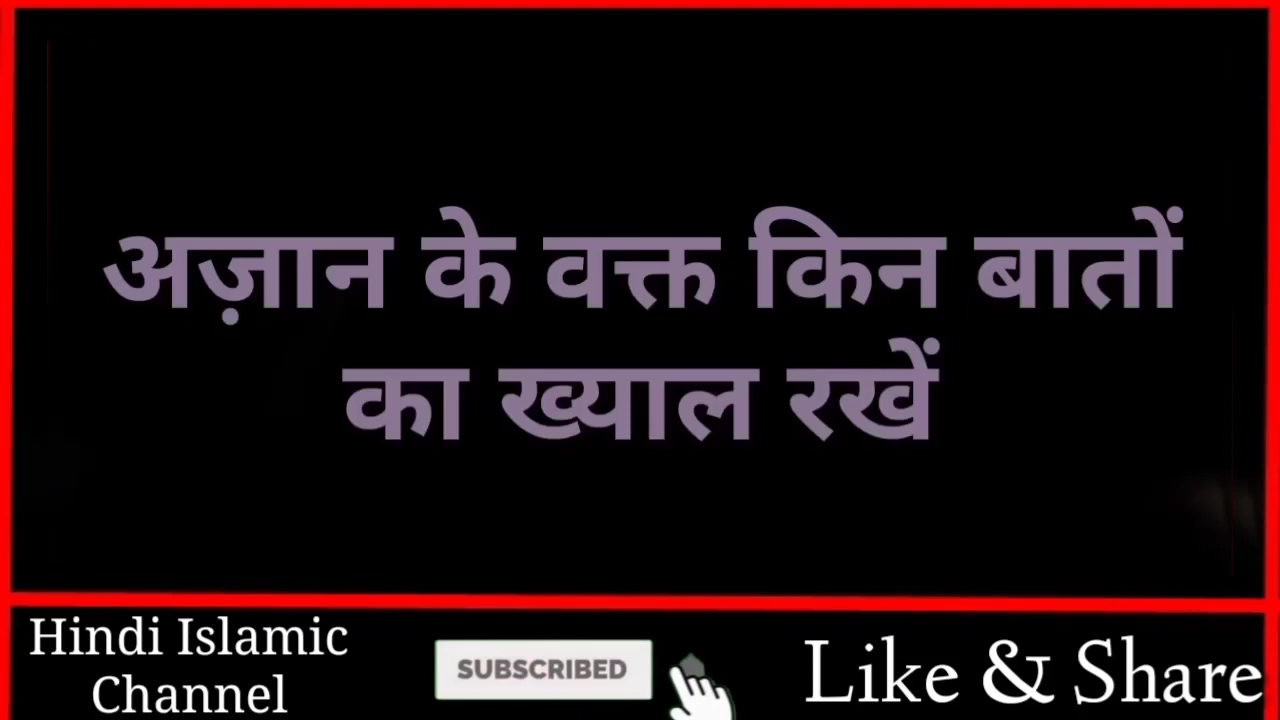 अज़ान के वक्त किन बातों
का ख्याल रखें
Hindi Islamic
Channel
SUBSCRIBED
Like & Share